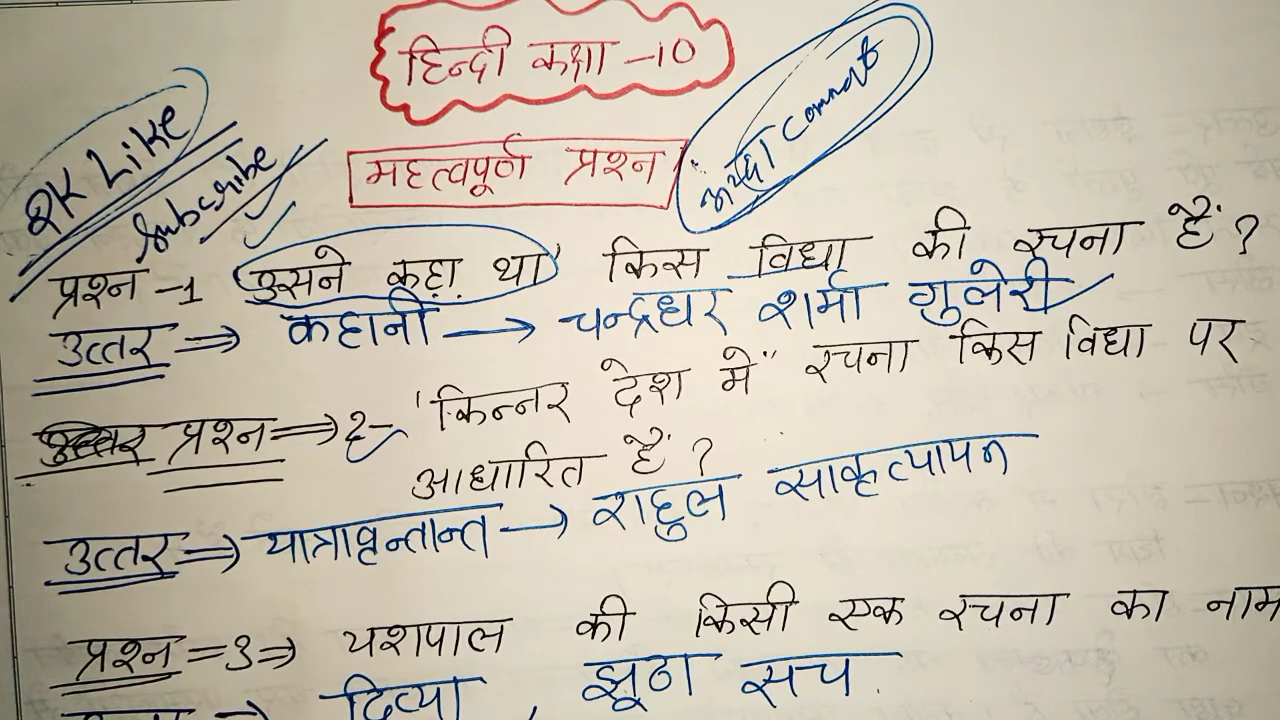 हिन्दी कक्षा -10
2K Like
Subscribe
Comment
महत्वपूर्ण प्रश्न
प्रश्न -1 उसने कहा था' किस विधा की रचना हैं?
उत्तर ⇒ कहानी → चन्द्रधर शर्मा गुलेरी
प्रश्न ⇒ 2- 'किन्नर देश में" रचना किस विधा पर
आधारित हैं?
उत्तर ⇒ यात्रावृन्तान्त → राहुल साकृत्यायन
प्रश्न = 3 ⇒ यशपाल की किसी एक रचना का नाम
दिव्या , झूठा सच